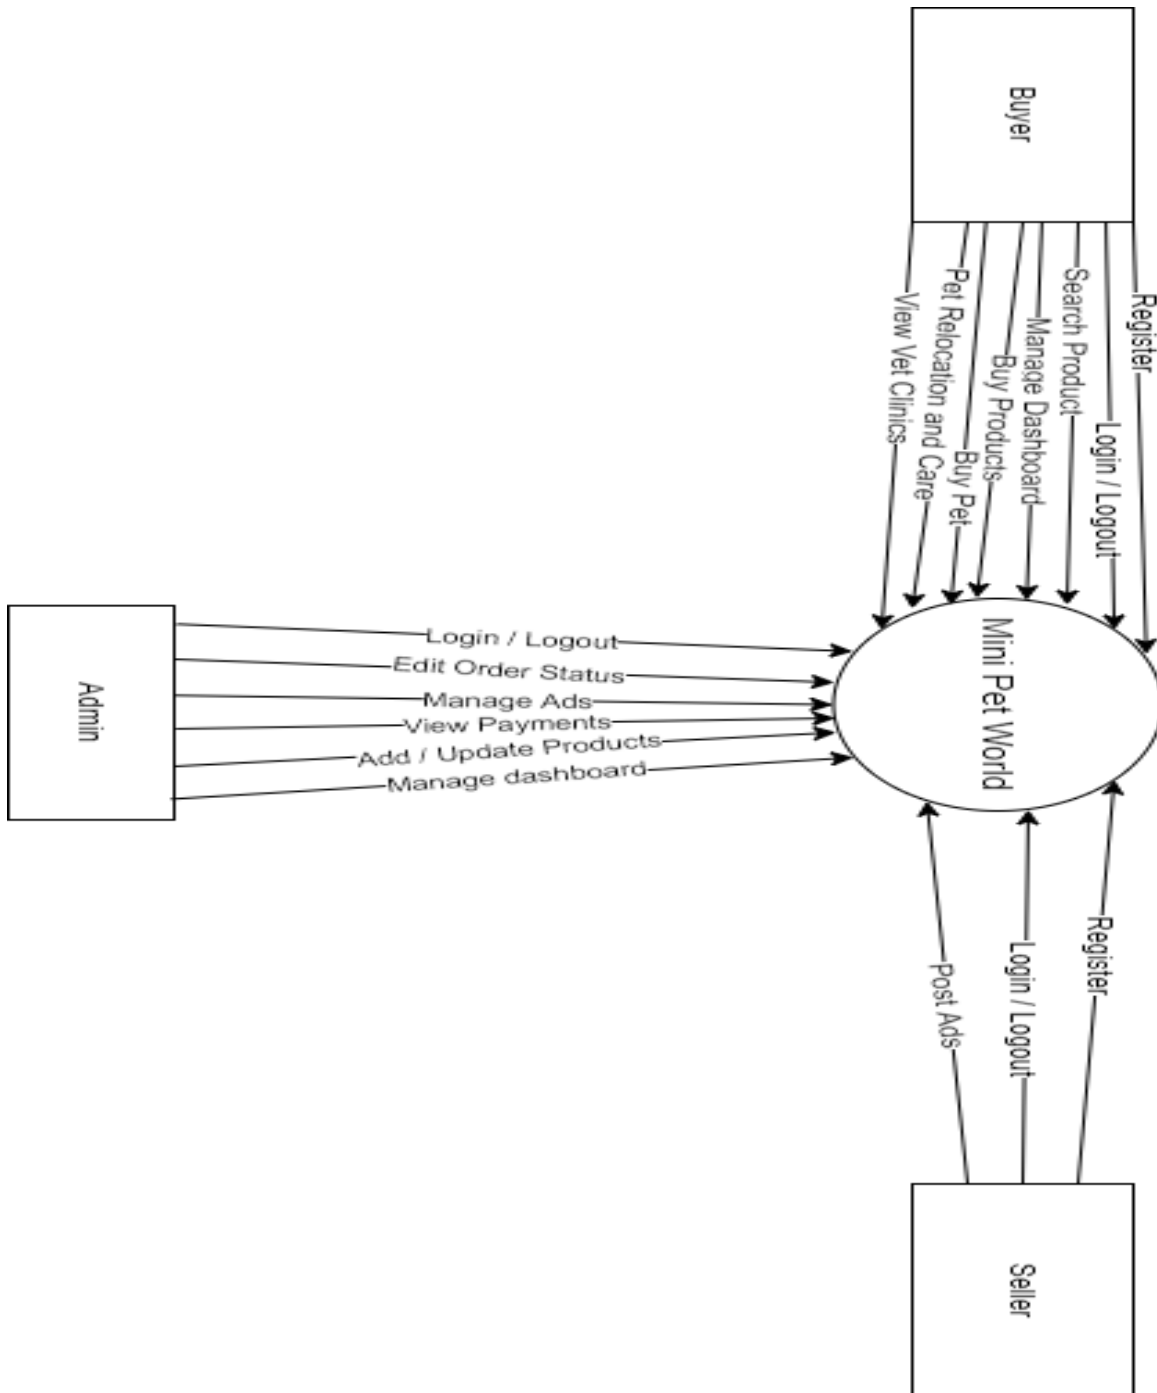 Buyer
Register
Login / Logout
Search Product
Manage Dashboard
Buy Products
Buy Pet
Pet Relocation and Care
View Vet Clinics
Mini Pet World
Admin
Login / Logout
Edit Order Status
Manage Ads
View Payments
Add / Update Products
Manage dashboard
Register
Login / Logout
Post Ads
Seller